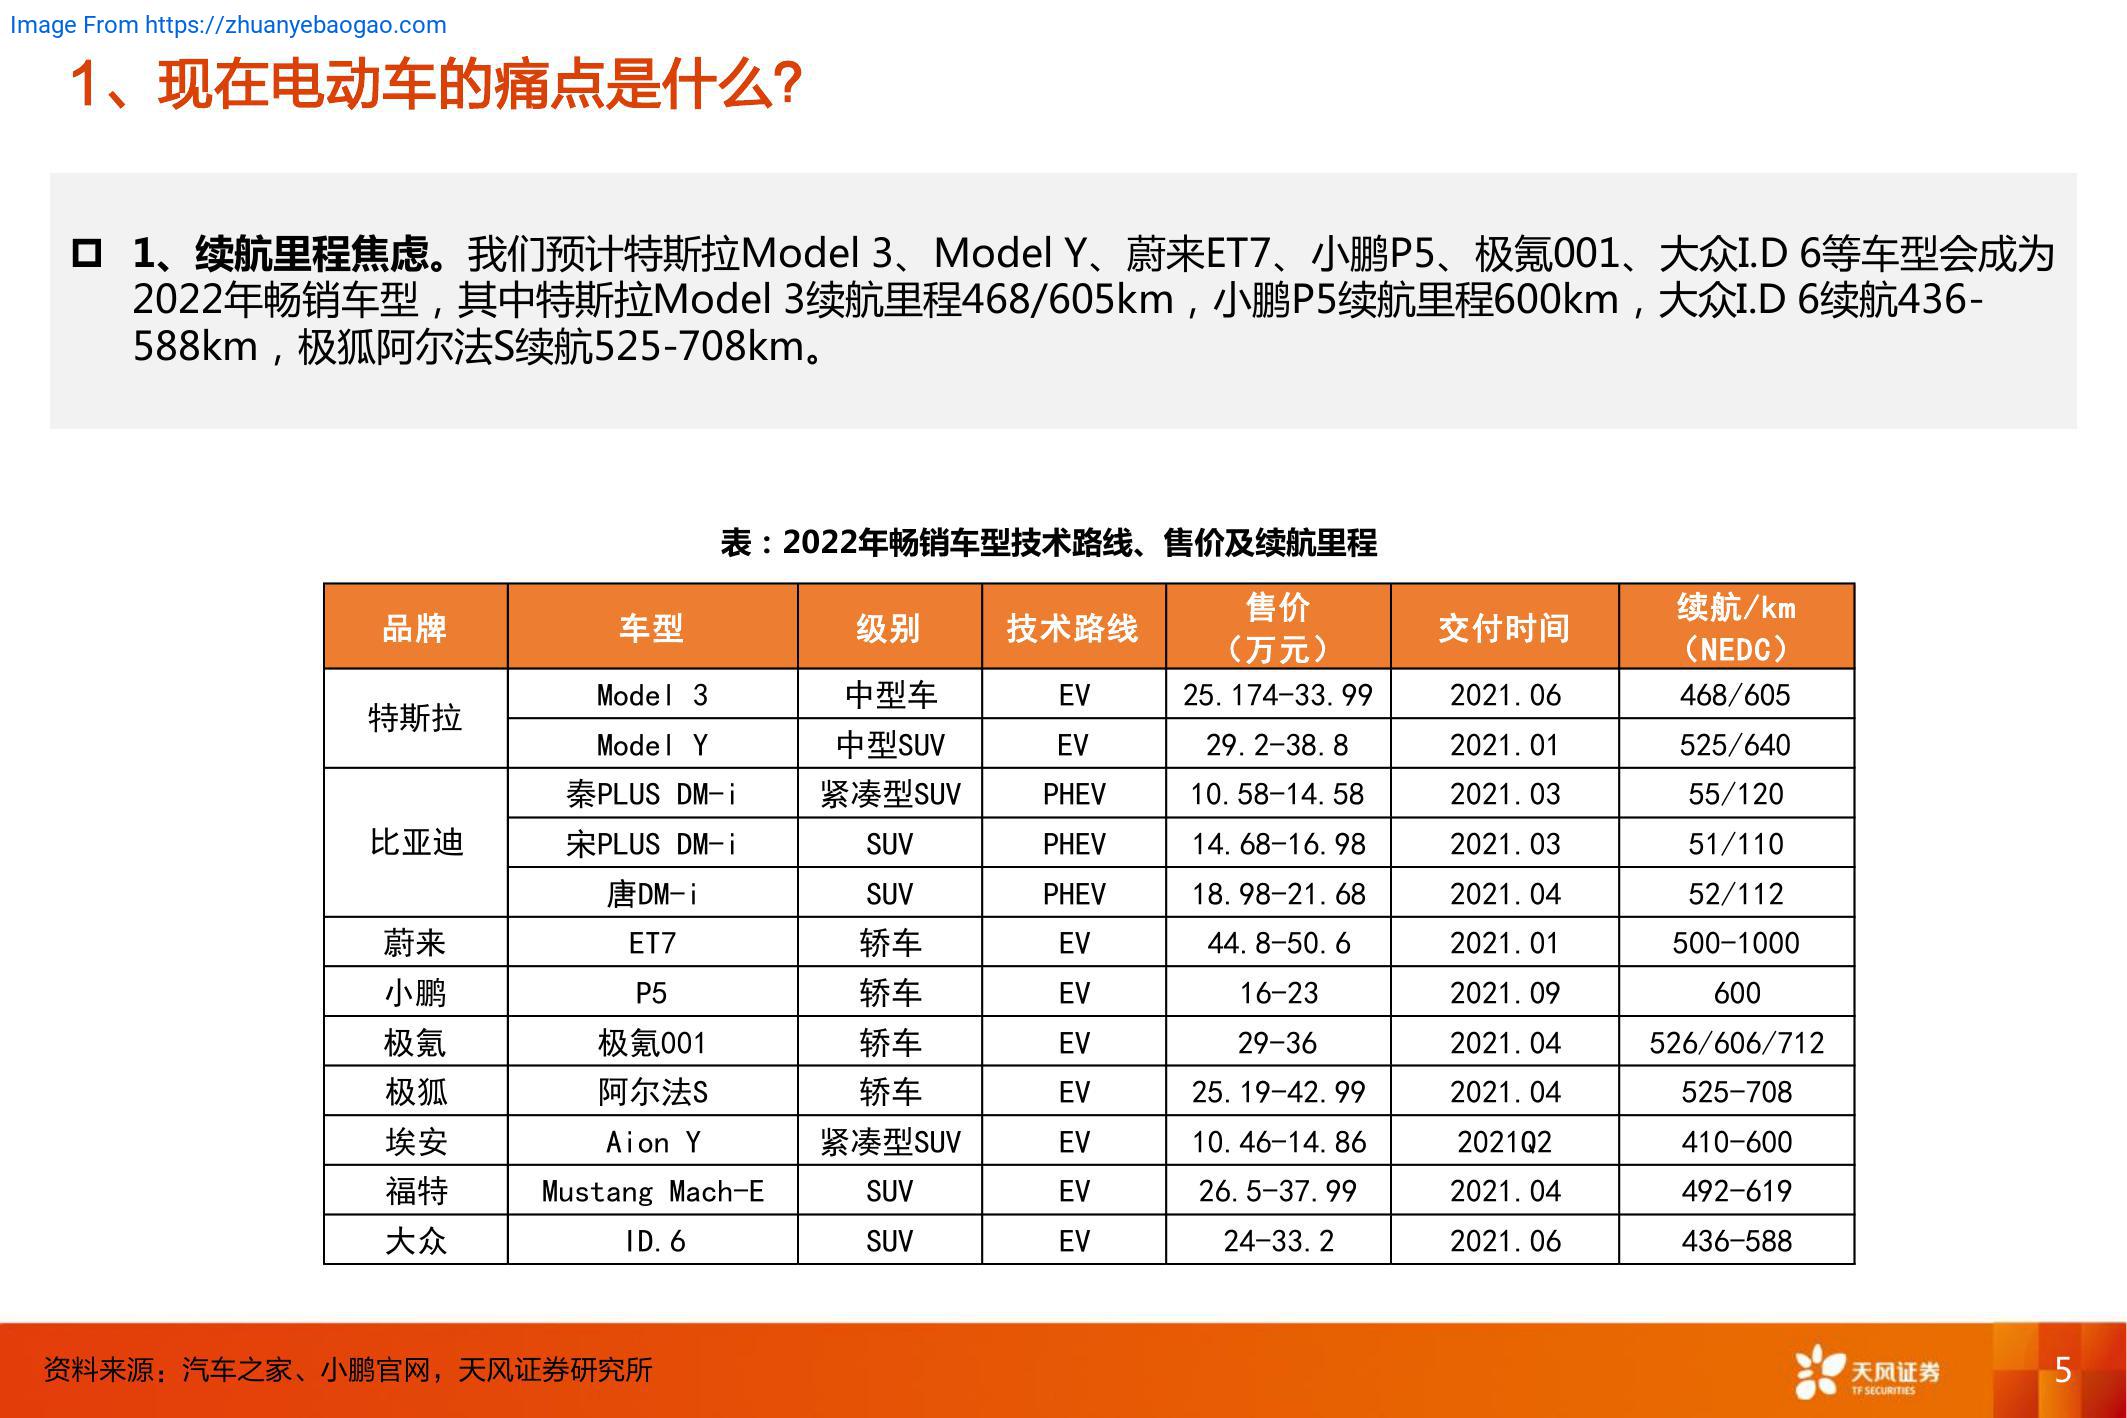 Image From https://zhuanyebaogao.com
1、现在电动车的痛点是什么？
1、续航里程焦虑。我们预计特斯拉Model 3、Model Y、蔚来ET7、小鹏P5、极氪001、大众I.D 6等车型会成为
2022年畅销车型，其中特斯拉Model 3续航里程468/605km，小鹏P5续航里程600km，大众I.D 6续航436-
588km，极狐阿尔法S续航525-708km。
表：2022年畅销车型技术路线、售价及续航里程
品牌 车型 级别 技术路线 售价（万元） 交付时间 续航/km（NEDC）
特斯拉 Model 3 中型车 EV 25.174-33.99 2021.06 468/605
Model Y 中型SUV EV 29.2-38.8 2021.01 525/640
比亚迪 秦PLUS DM-i 紧凑型SUV PHEV 10.58-14.58 2021.03 55/120
宋PLUS DM-i SUV PHEV 14.68-16.98 2021.03 51/110
唐DM-i SUV PHEV 18.98-21.68 2021.04 52/112
蔚来 ET7 轿车 EV 44.8-50.6 2021.01 500-1000
小鹏 P5 轿车 EV 16-23 2021.09 600
极氪 极氪001 轿车 EV 29-36 2021.04 526/606/712
极狐 阿尔法S 轿车 EV 25.19-42.99 2021.04 525-708
埃安 Aion Y 紧凑型SUV EV 10.46-14.86 2021Q2 410-600
福特 Mustang Mach-E SUV EV 26.5-37.99 2021.04 492-619
大众 ID.6 SUV EV 24-33.2 2021.06 436-588
资料来源：汽车之家、小鹏官网，天风证券研究所
天风证券
TF SECURITIES
5